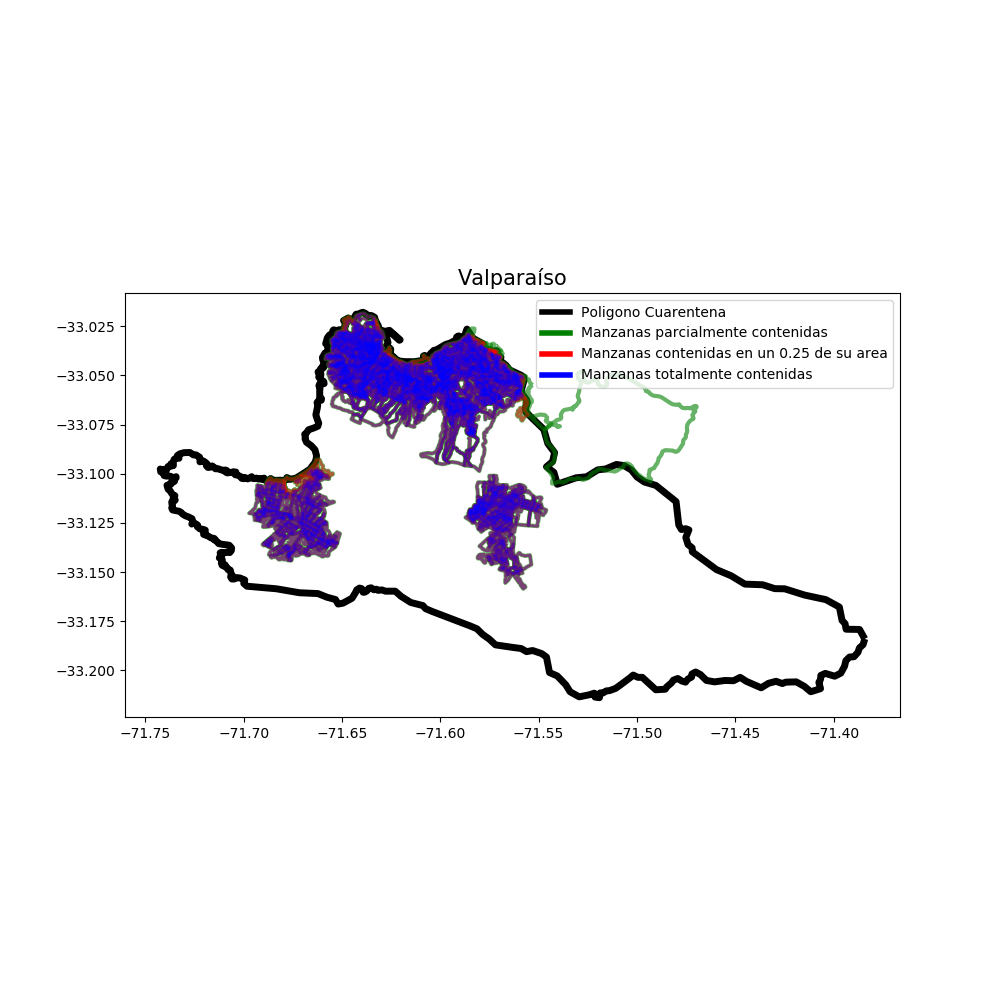 Valparaíso
Poligono Cuarentena
Manzanas parcialmente contenidas
Manzanas contenidas en un 0.25 de su area
Manzanas totalmente contenidas
−33.025
−33.050
−33.075
−33.100
−33.125
−33.150
−33.175
−33.200
−71.75 −71.70 −71.65 −71.60 −71.55 −71.50 −71.45 −71.40